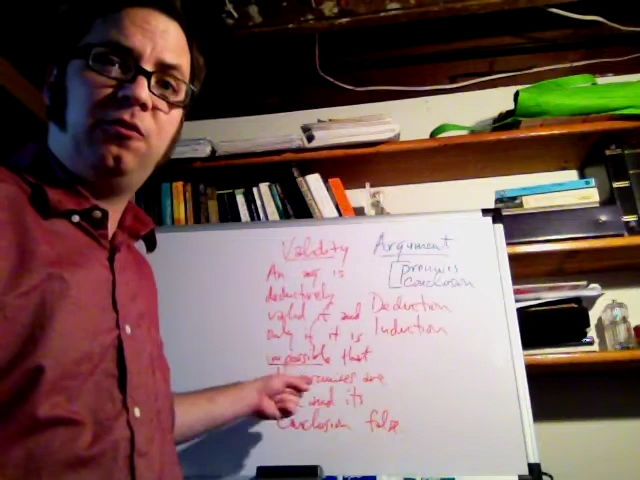 Validity
An arg is
deductively
valid if and
only if it is
impossible that
premises are
and its
conclusion false
Argument
premis
conclusion
Deduction
Induction